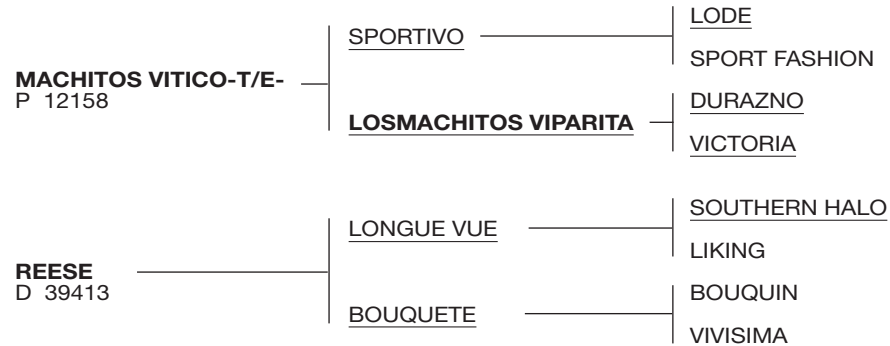 LODE
SPORTIVO
SPORT FASHION
MACHITOS VITICO-T/E-
P 12158
DURAZNO
LOSMACHITOS VIPARITA
VICTORIA
SOUTHERN HALO
LONGUE VUE
LIKING
REESE
D 39413
BOUQUIN
BOUQUETE
VIVISIMA